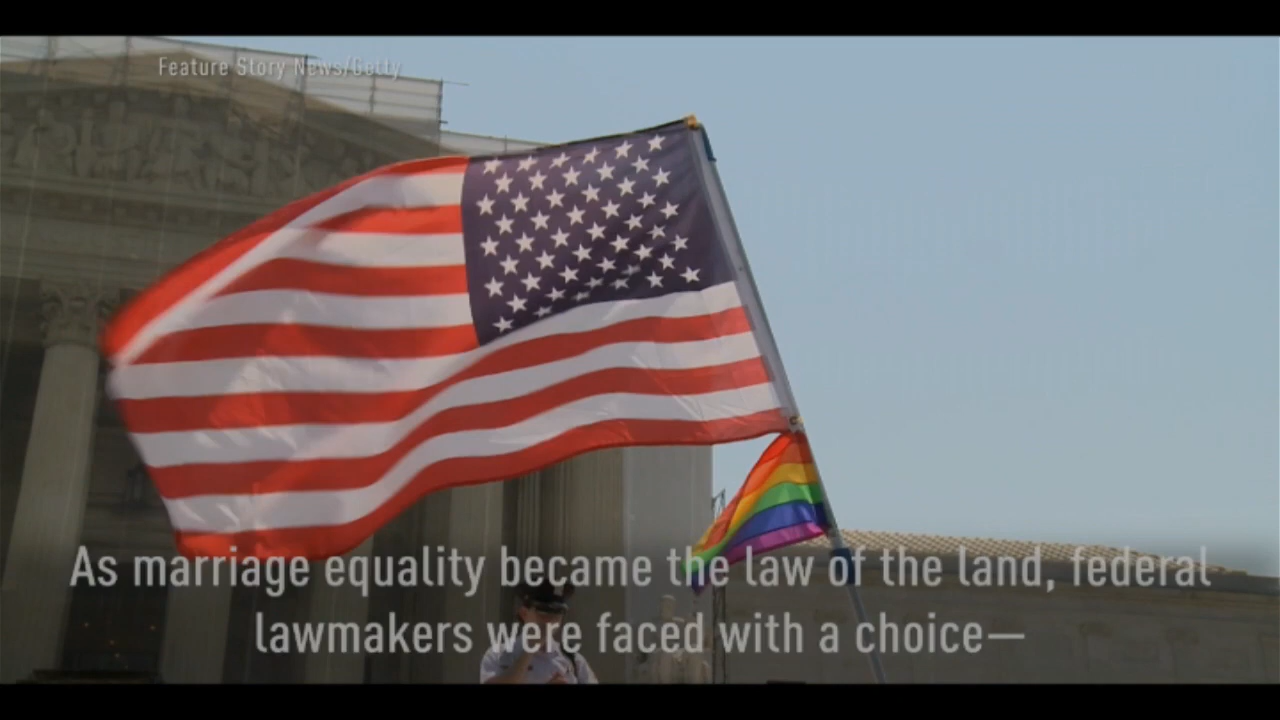 Feature Story News/Getty
As marriage equality became the law of the land, federal
lawmakers were faced with a choice—